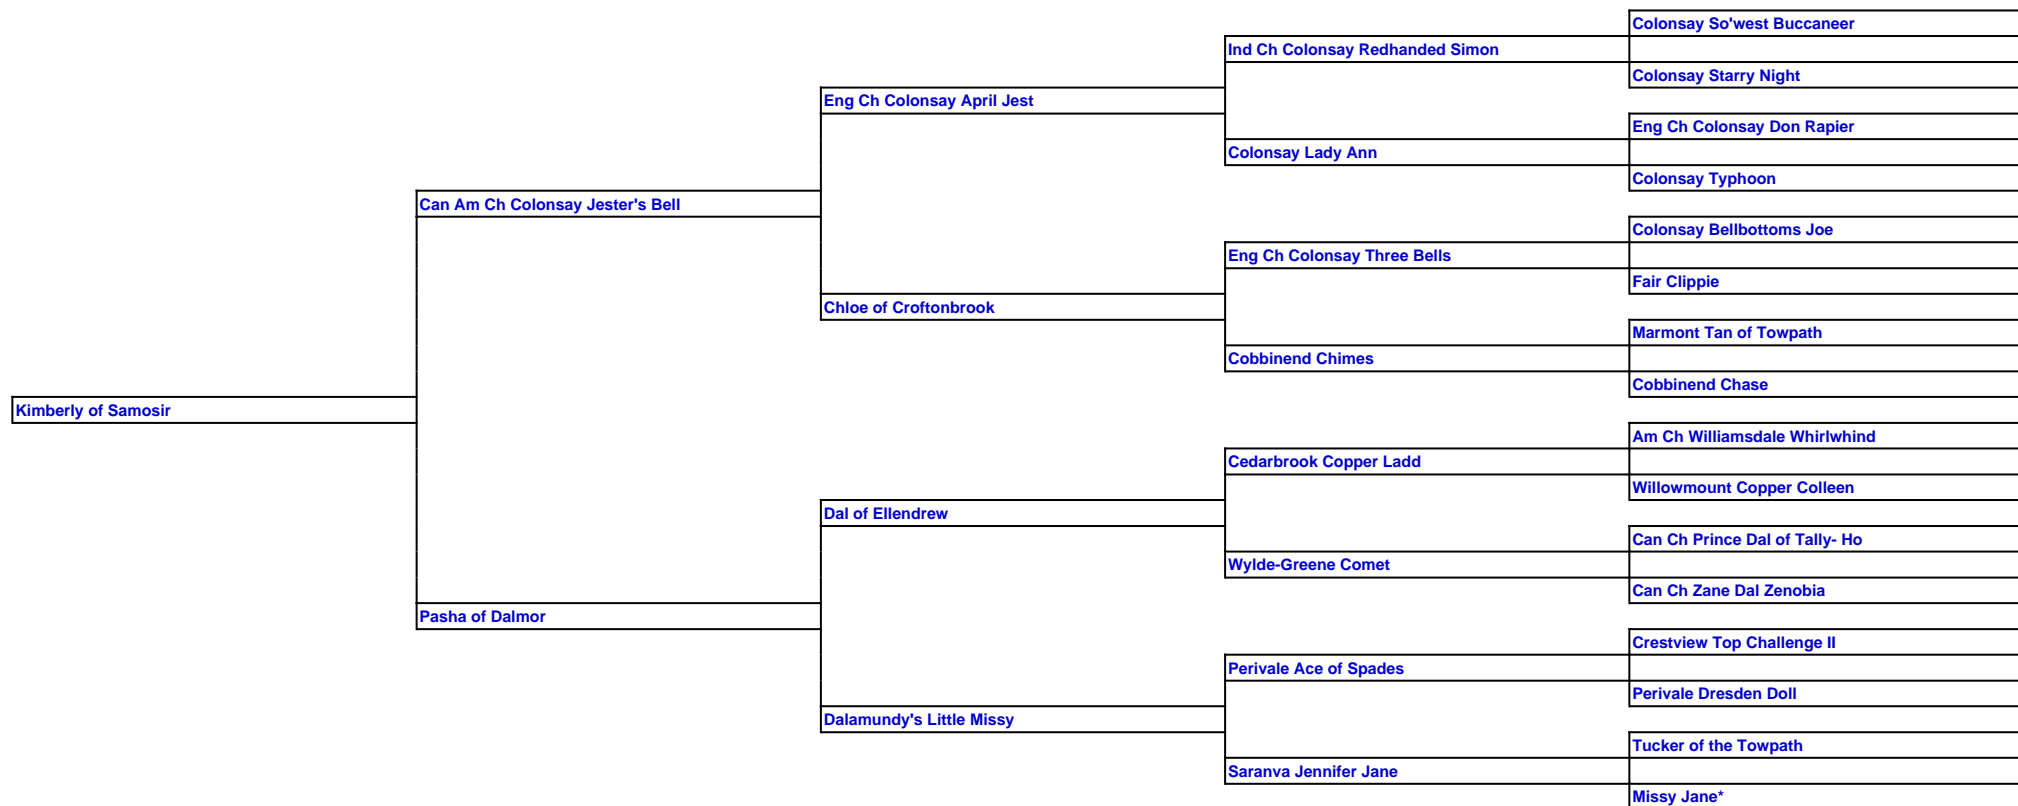 Colonsay So'west Buccaneer
Ind Ch Colonsay Redhanded Simon
Colonsay Starry Night
Eng Ch Colonsay April Jest
Eng Ch Colonsay Don Rapier
Colonsay Lady Ann
Colonsay Typhoon
Can Am Ch Colonsay Jester's Bell
Colonsay Bellbottoms Joe
Eng Ch Colonsay Three Bells
Fair Clippie
Chloe of Croftonbrook
Marmont Tan of Towpath
Cobbinend Chimes
Cobbinend Chase
Kimberly of Samosir
Am Ch Williamsdale Whirlwhind
Cedarbrook Copper Ladd
Willowmount Copper Colleen
Dal of Ellendrew
Can Ch Prince Dal of Tally- Ho
Wylde-Greene Comet
Can Ch Zane Dal Zenobia
Pasha of Dalmor
Crestview Top Challenge II
Perivale Ace of Spades
Perivale Dresden Doll
Dalamundy's Little Missy
Tucker of the Towpath
Saranva Jennifer Jane
Missy Jane*